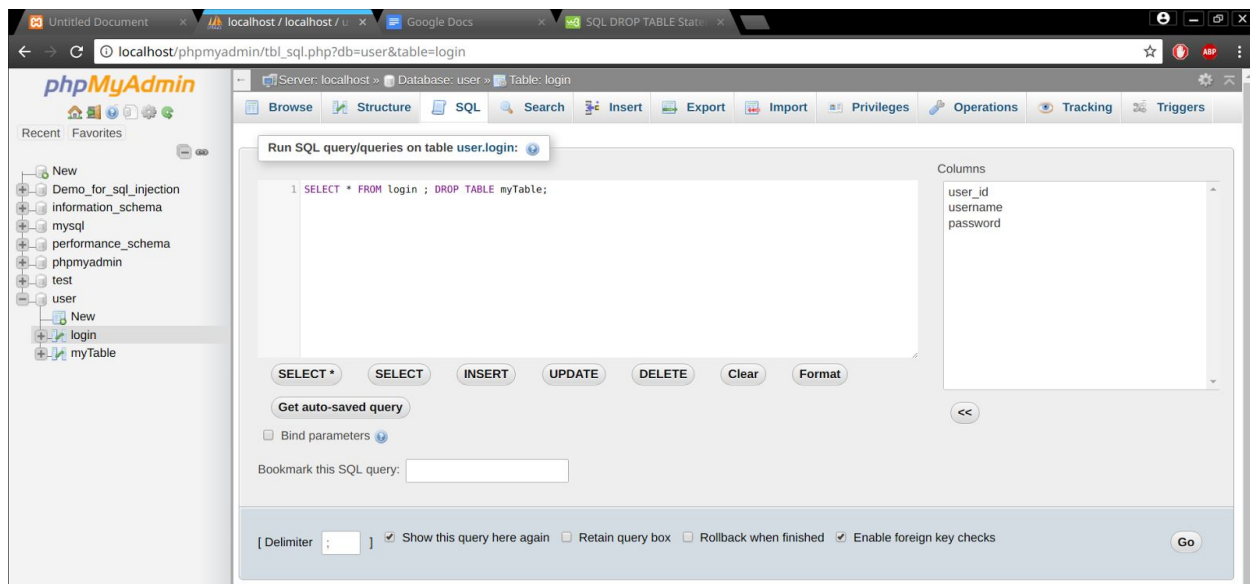 Untitled Document
localhost / localhost / u
Google Docs
SQL DROP TABLE State
localhost/phpmyadmin/tbl_sql.php?db=user&table=login
ABP
phpMyAdmin
Recent Favorites
New
Demo_for_sql_injection
information_schema
mysql
performance_schema
phpmyadmin
test
user
New
login
myTable
Server: localhost » Database: user » Table: login
Browse Structure SQL Search Insert Export Import Privileges Operations Tracking Triggers
Run SQL query/queries on table user.login:
1 SELECT * FROM login ; DROP TABLE myTable;
Columns
user_id
username
password
SELECT * SELECT INSERT UPDATE DELETE Clear Format
Get auto-saved query
<<
Bind parameters
Bookmark this SQL query:
[ Delimiter ; ] Show this query here again Retain query box Rollback when finished Enable foreign key checks
Go